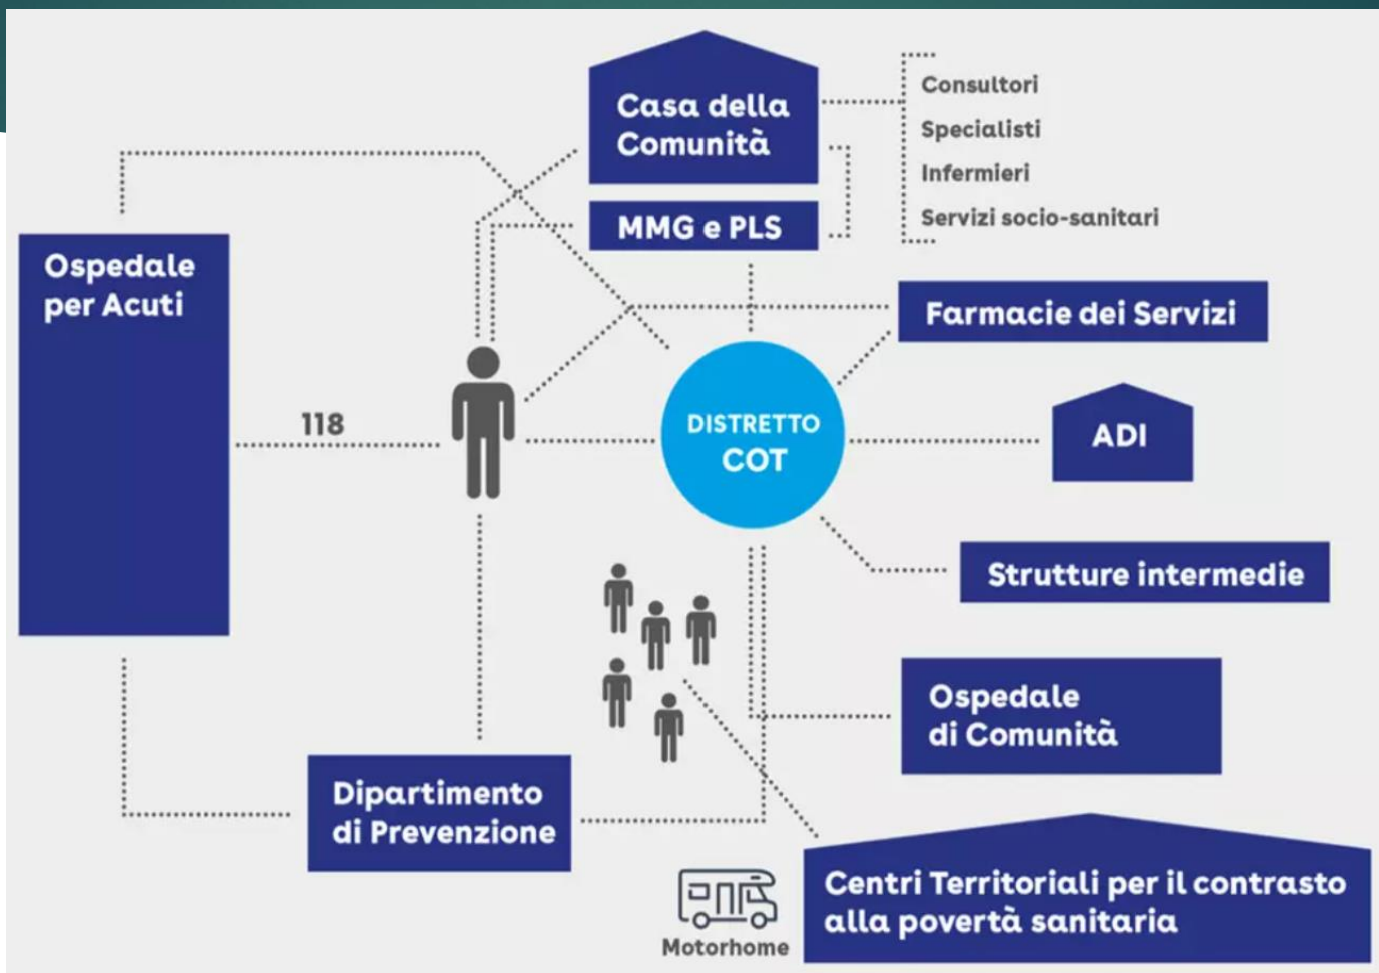 Casa della
Comunità
MMG e PLS
Consultori
Specialisti
Infermieri
Servizi socio-sanitari
Ospedale
per Acuti
118
Farmacie dei Servizi
DISTRETTO
COT
ADI
Strutture intermedie
Ospedale
di Comunità
Dipartimento
di Prevenzione
Centri Territoriali per il contrasto
alla povertà sanitaria
Motorhome